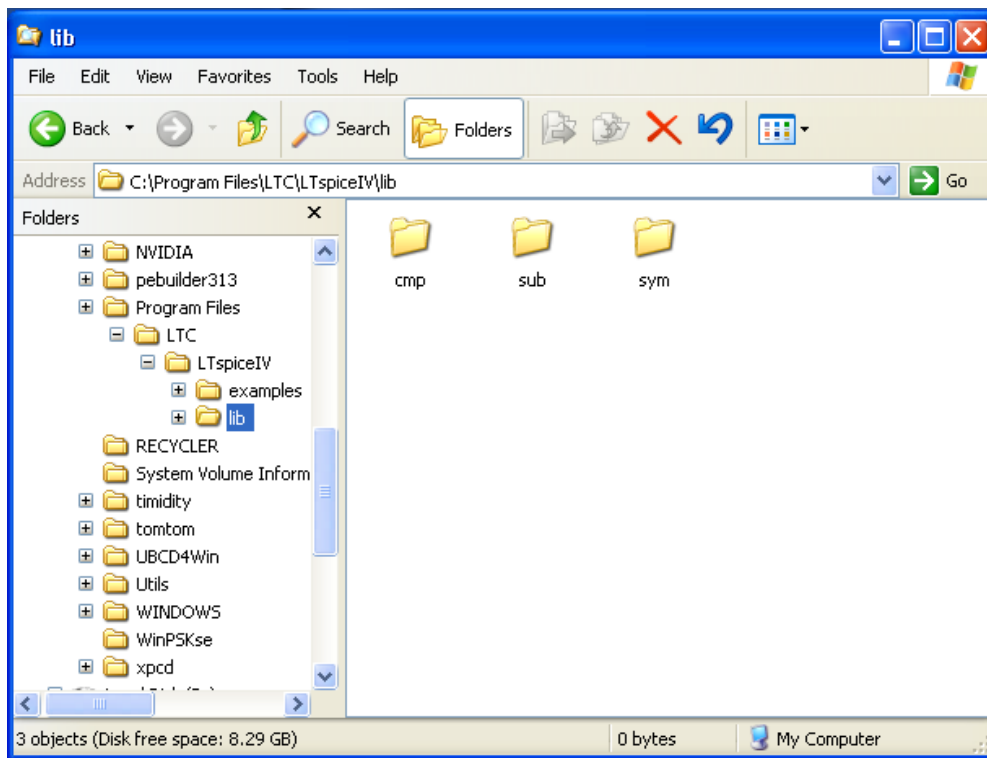 lib
File Edit View Favorites Tools Help
Back Search Folders
Address C:\Program Files\LTC\LTspiceIV\lib Go
Folders
NVIDIA
pebuilder313
Program Files
LTC
LTspiceIV
examples
lib
RECYCLER
System Volume Inform
timidity
tomtom
UBCD4Win
Utils
WINDOWS
WinPSKse
xpcd
cmp sub sym
3 objects (Disk free space: 8.29 GB) 0 bytes My Computer